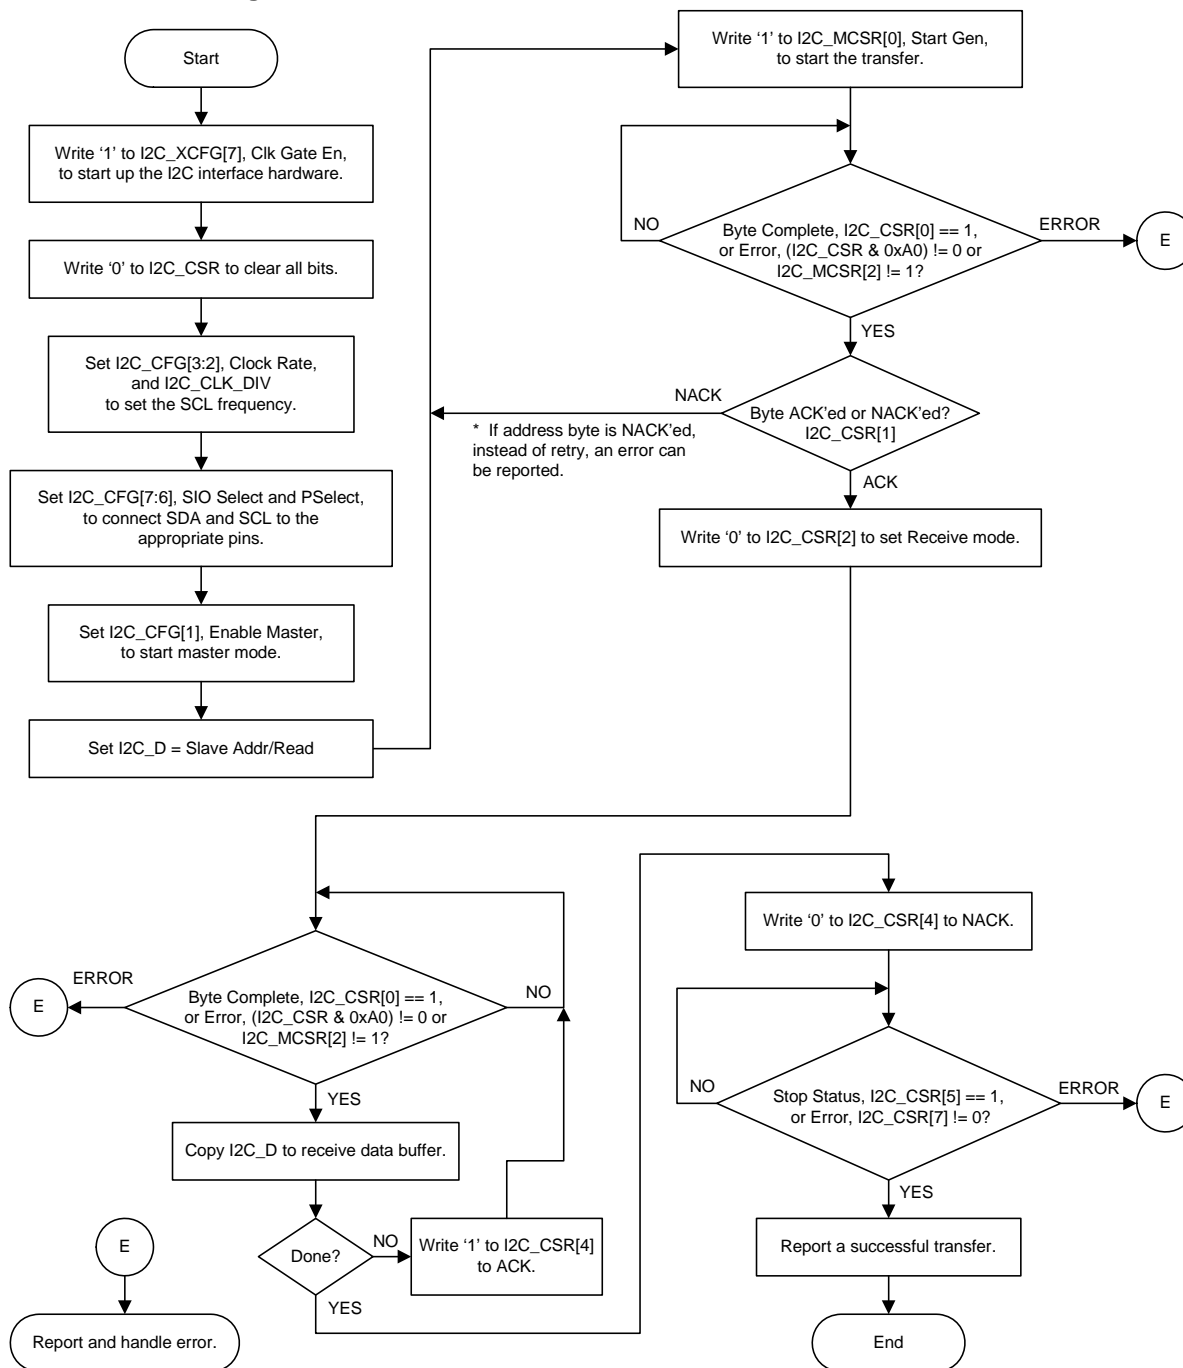 Start
Write ‘1’ to I2C_XCFG[7], Clk Gate En,
to start up the I2C interface hardware.
Write ‘0’ to I2C_CSR to clear all bits.
Set I2C_CFG[3:2], Clock Rate,
and I2C_CLK_DIV
to set the SCL frequency.
Set I2C_CFG[7:6], SIO Select and PSelect,
to connect SDA and SCL to the
appropriate pins.
Set I2C_CFG[1], Enable Master,
to start master mode.
Set I2C_D = Slave Addr/Read
Write ‘1’ to I2C_MCSR[0], Start Gen,
to start the transfer.
NO
Byte Complete, I2C_CSR[0] == 1,
or Error, (I2C_CSR & 0xA0) != 0 or
I2C_MCSR[2] != 1?
ERROR
E
YES
NACK
Byte ACK’ed or NACK’ed?
I2C_CSR[1]
* If address byte is NACK’ed,
instead of retry, an error can
be reported.
ACK
Write ‘0’ to I2C_CSR[2] to set Receive mode.
E
ERROR
Byte Complete, I2C_CSR[0] == 1,
or Error, (I2C_CSR & 0xA0) != 0 or
I2C_MCSR[2] != 1?
NO
YES
Copy I2C_D to receive data buffer.
Done?
NO
Write ‘1’ to I2C_CSR[4]
to ACK.
YES
E
Report and handle error.
Write ‘0’ to I2C_CSR[4] to NACK.
NO
Stop Status, I2C_CSR[5] == 1,
or Error, I2C_CSR[7] != 0?
ERROR
E
YES
Report a successful transfer.
End